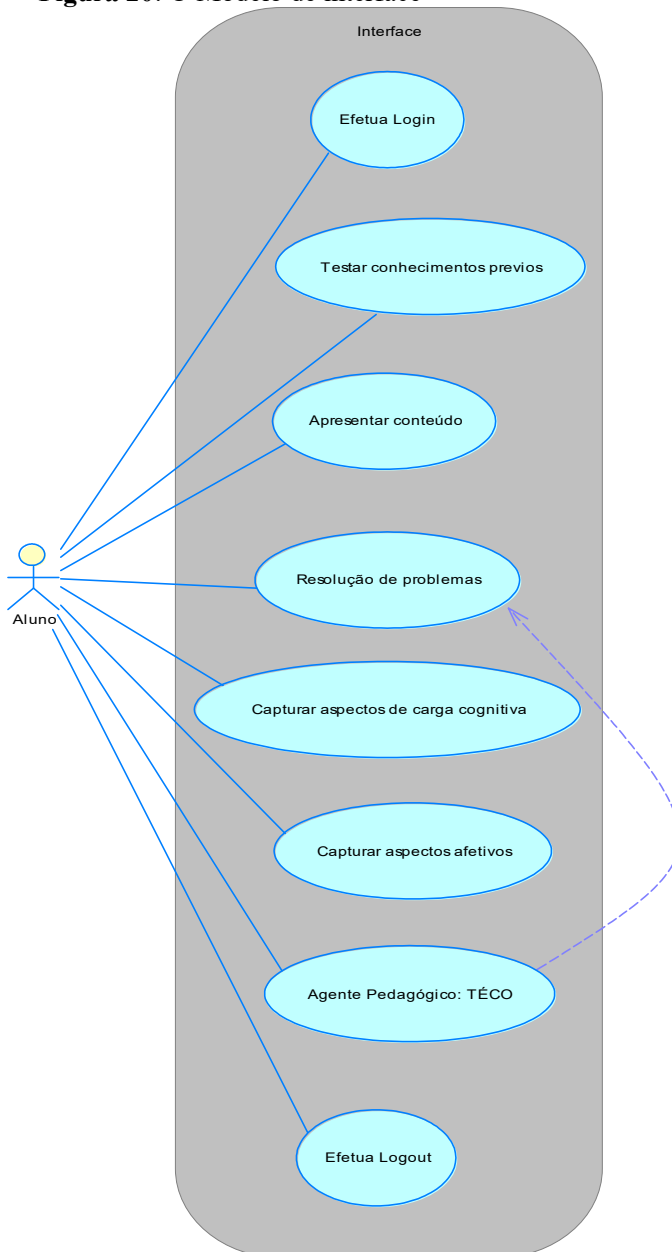 Interface
Efetua Login
Testar conhecimentos previos
Apresentar conteúdo
Resolução de problemas
Aluno
Capturar aspectos de carga cognitiva
Capturar aspectos afetivos
Agente Pedagógico: TÉCO
Efetua Logout